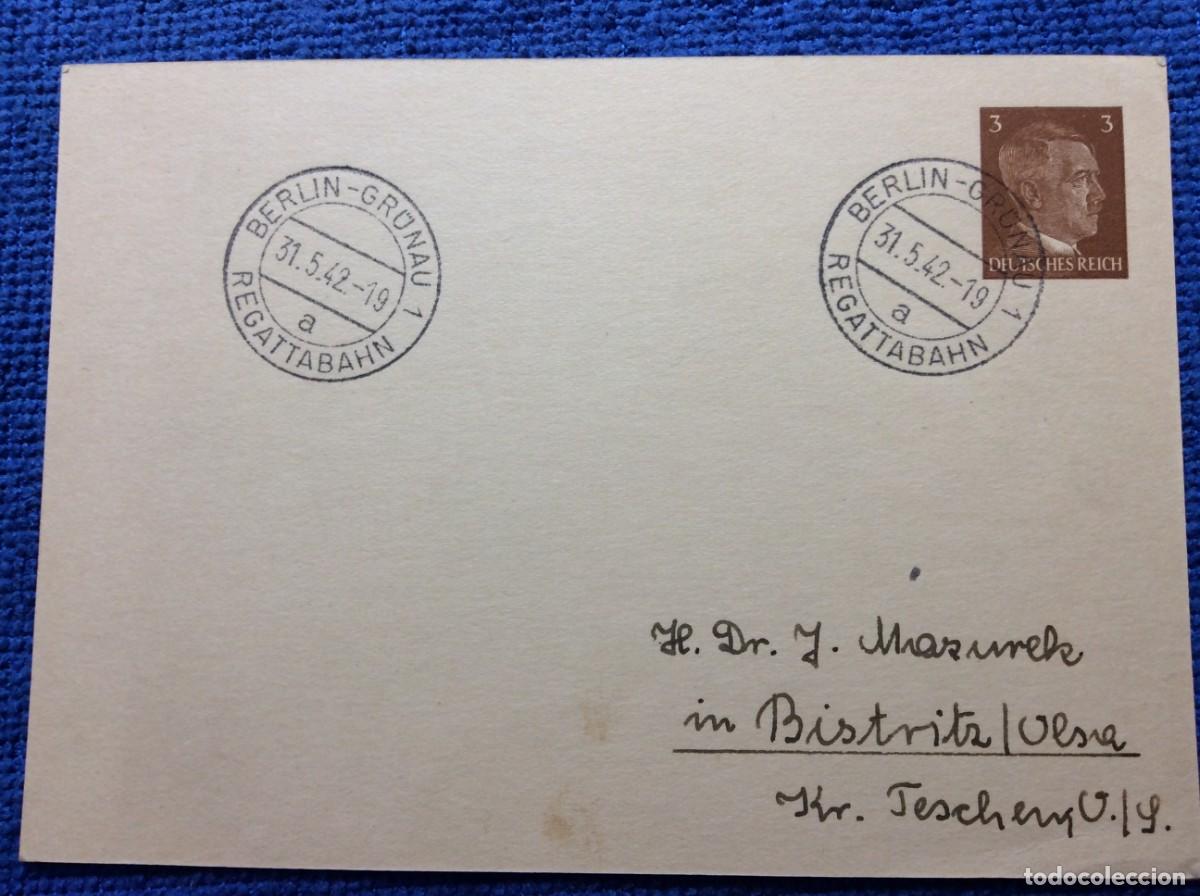 3 3
DEUTSCHES REICH
BERLIN-GRÜNAU 1
31.5.42.-19
a
REGATTABAHN
BERLIN-GRÜNAU 1
31.5.42.-19
a
REGATTABAHN
H. Dr. J. Mazurek
in Bistritz/Olsa
Kr. Teschen O./S.
todocoleccion